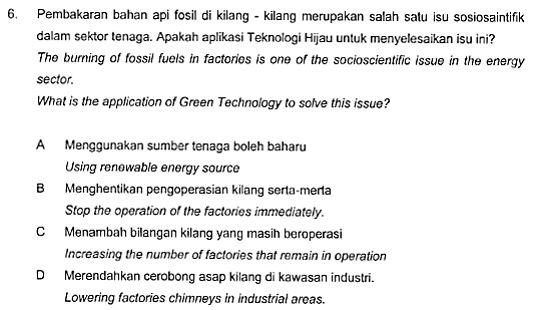 6. Pembakaran bahan api fosil di kilang - kilang merupakan salah satu isu sosiosaintifik
dalam sektor tenaga. Apakah aplikasi Teknologi Hijau untuk menyelesaikan isu ini?
The burning of fossil fuels in factories is one of the socioscientific issue in the energy
sector.
What is the application of Green Technology to solve this issue?
A Menggunakan sumber tenaga boleh baharu
Using renewable energy source
B Menghentikan pengoperasian kilang serta-merta
Stop the operation of the factories immediately.
C Menambah bilangan kilang yang masih beroperasi
Increasing the number of factories that remain in operation
D Merendahkan cerobong asap kilang di kawasan industri.
Lowering factories chimneys in industrial areas.